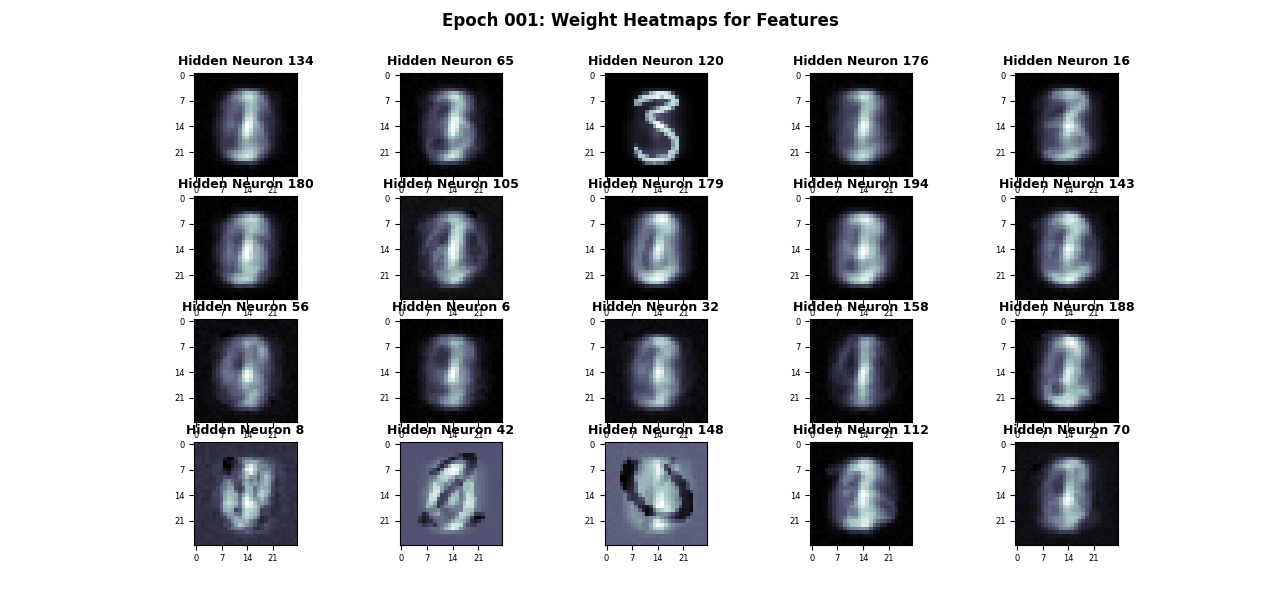 Epoch 001: Weight Heatmaps for Features
Hidden Neuron 134 Hidden Neuron 65 Hidden Neuron 120 Hidden Neuron 176 Hidden Neuron 16
0 0 0 0 0
7 7 7 7 7
14 14 14 14 14
21 21 21 21 21
0 7 14 21 0 7 14 21 0 7 14 21 0 7 14 21 0 7 14 21
Hidden Neuron 180 Hidden Neuron 105 Hidden Neuron 179 Hidden Neuron 194 Hidden Neuron 143
0 0 0 0 0
7 7 7 7 7
14 14 14 14 14
21 21 21 21 21
0 7 14 21 0 7 14 21 0 7 14 21 0 7 14 21 0 7 14 21
Hidden Neuron 56 Hidden Neuron 6 Hidden Neuron 32 Hidden Neuron 158 Hidden Neuron 188
0 0 0 0 0
7 7 7 7 7
14 14 14 14 14
21 21 21 21 21
0 7 14 21 0 7 14 21 0 7 14 21 0 7 14 21 0 7 14 21
Hidden Neuron 8 Hidden Neuron 42 Hidden Neuron 148 Hidden Neuron 112 Hidden Neuron 70
0 0 0 0 0
7 7 7 7 7
14 14 14 14 14
21 21 21 21 21
0 7 14 21 0 7 14 21 0 7 14 21 0 7 14 21 0 7 14 21